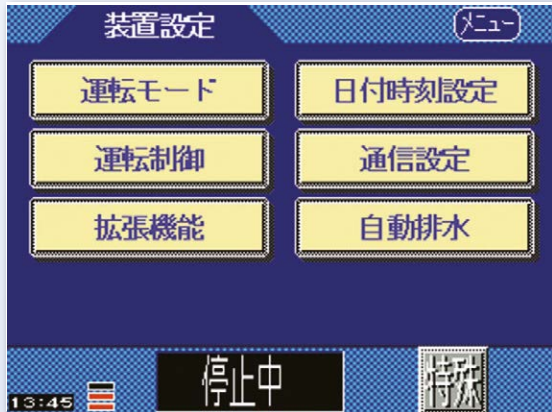 装置設定
メニュー
運転モード
日付時刻設定
運転制御
通信設定
拡張機能
自動排水
停止中
特殊
13:45